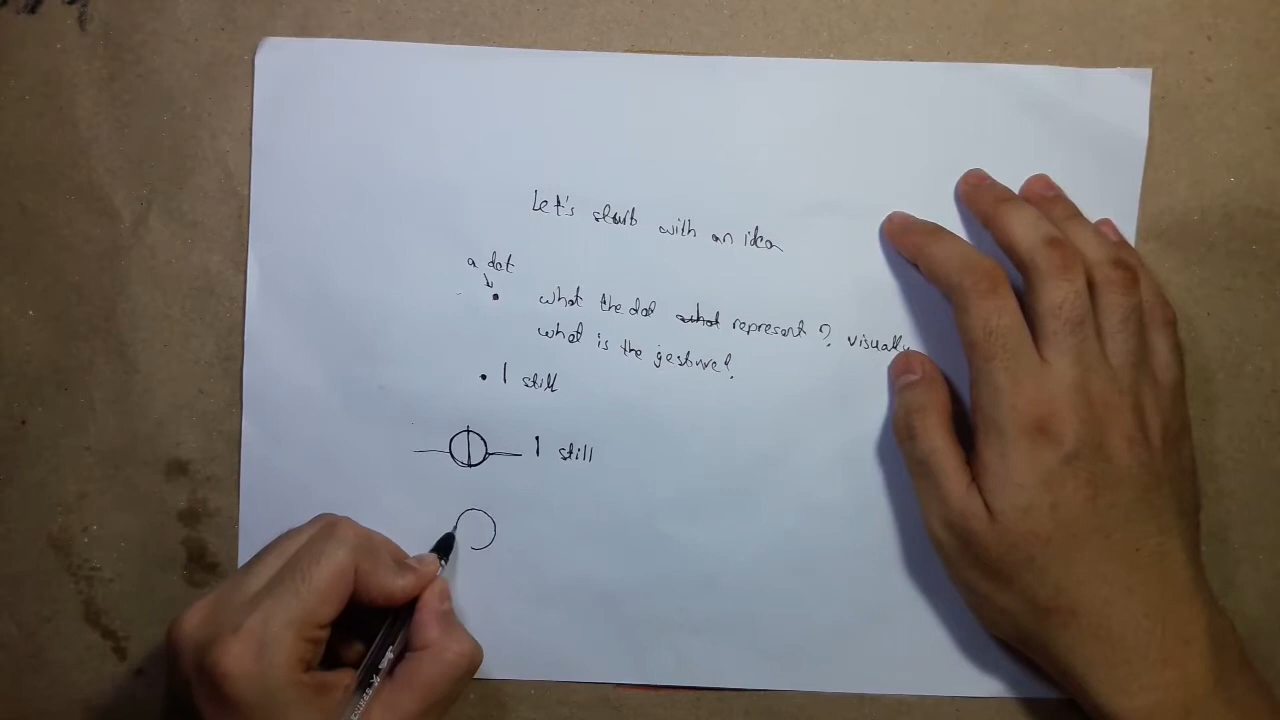 Let's start with an idea
a dot
what the dot what represent? visually
what is the gesture?
1 still
1 still